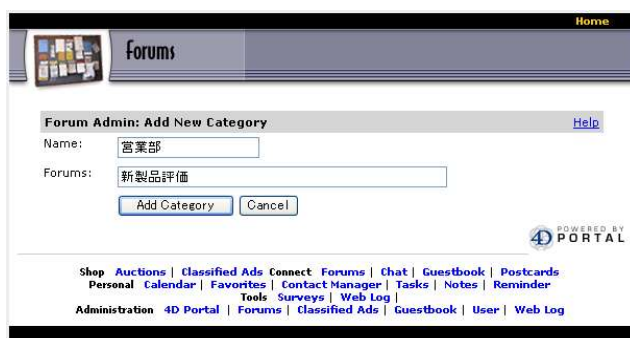 Home
Forums
Forum Admin: Add New Category Help
Name: 営業部
Forums: 新製品評価
Add Category Cancel
POWERED BY
4D PORTAL
Shop Auctions | Classified Ads Connect Forums | Chat | Guestbook | Postcards
Personal Calendar | Favorites | Contact Manager | Tasks | Notes | Reminder
Tools Surveys | Web Log |
Administration 4D Portal | Forums | Classified Ads | Guestbook | User | Web Log